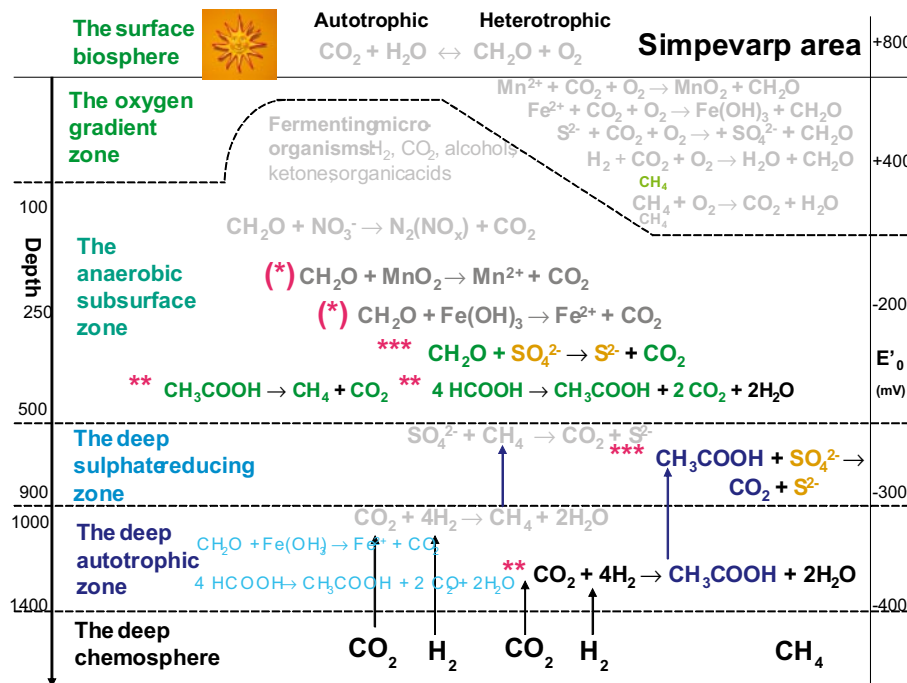 The surface
biosphere
Autotrophic Heterotrophic
CO₂ + H₂O ↔ CH₂O + O₂
Simpevarp area
+800
The oxygen
gradient
zone
Fermenting micro-
organisms: H₂, CO₂, alcohols,
ketones, organic acids
Mn²⁺ + CO₂ + O₂ → MnO₂ + CH₂O
Fe²⁺ + CO₂ + O₂ → Fe(OH)₃ + CH₂O
S²⁻ + CO₂ + O₂ → + SO₄²⁻ + CH₂O
H₂ + CO₂ + O₂ → H₂O + CH₂O
+400
CH₄
CH₄ + O₂ → CO₂ + H₂O
CH₄
100
Depth
CH₂O + NO₃⁻ → N₂(NOₓ) + CO₂
The
anaerobic
subsurface
zone
(*) CH₂O + MnO₂ → Mn²⁺ + CO₂
250
-200
(*) CH₂O + Fe(OH)₃ → Fe²⁺ + CO₂
*** CH₂O + SO₄²⁻ → S²⁻ + CO₂
E'₀
(mV)
** CH₃COOH → CH₄ + CO₂ ** 4 HCOOH → CH₃COOH + 2 CO₂ + 2H₂O
500
The deep
sulphate reducing
zone
SO₄²⁻ + CH₄ → CO₂ + S²⁻
*** CH₃COOH + SO₄²⁻ →
CO₂ + S²⁻
900
-300
1000
The deep
autotrophic
zone
CO₂ + 4H₂ → CH₄ + 2H₂O
CH₂O + Fe(OH)₃ → Fe²⁺ + CO₂
4 HCOOH → CH₃COOH + 2 CO₂ + 2H₂O
** CO₂ + 4H₂ → CH₃COOH + 2H₂O
1400
-400
The deep
chemosphere
CO₂ H₂ CO₂ H₂ CH₄